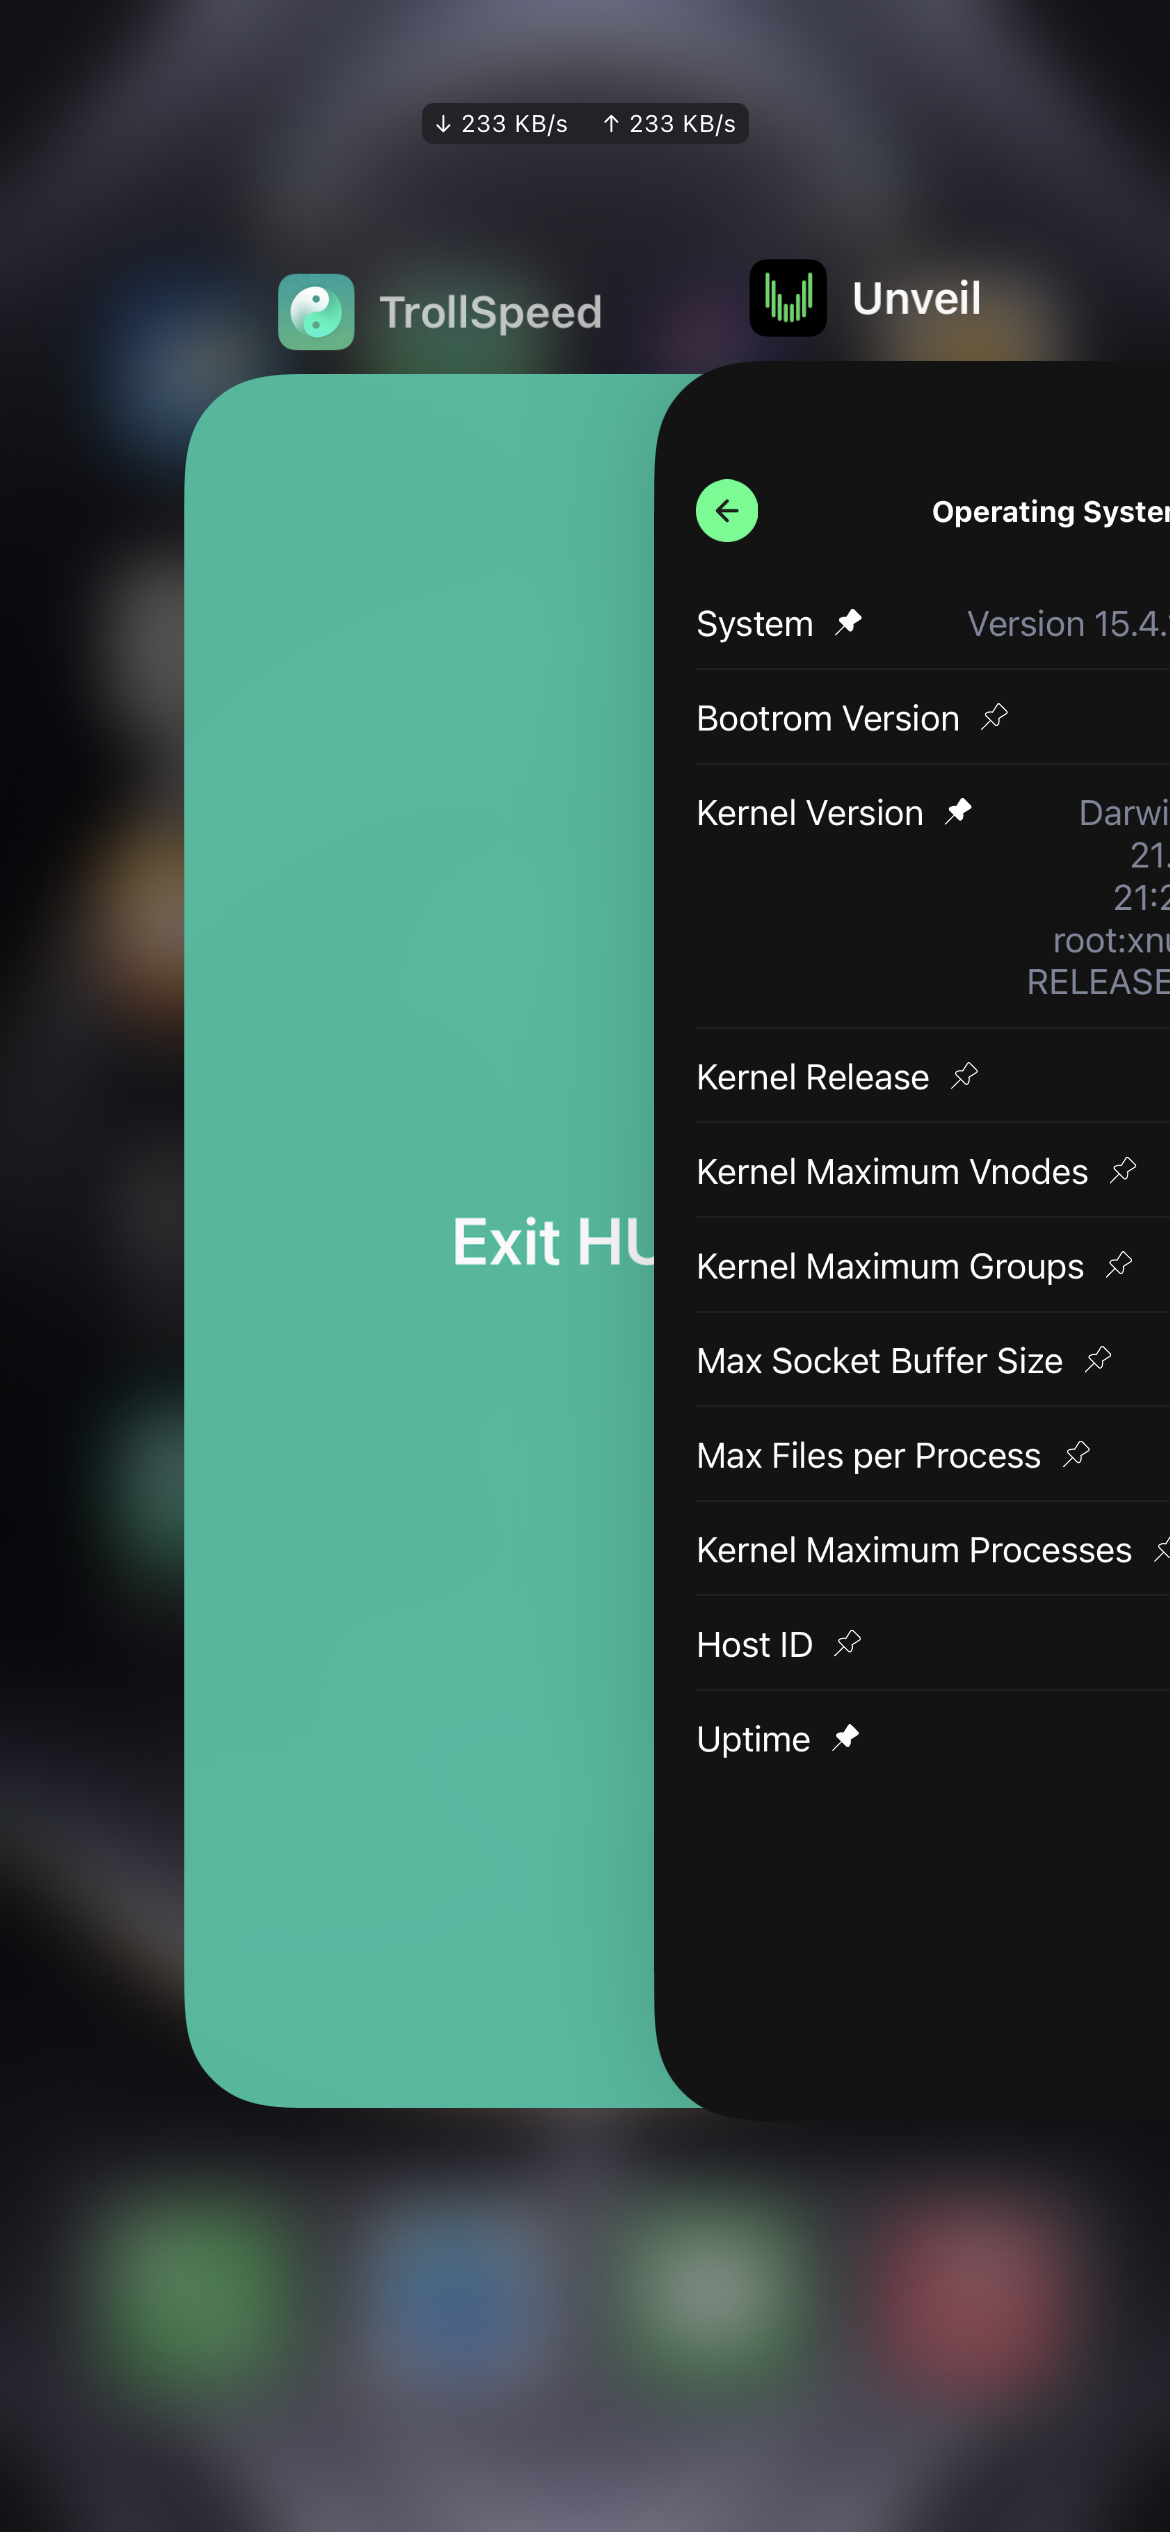 ↓ 233 KB/s ↑ 233 KB/s
TrollSpeed
Unveil
Operating Syster
System Version 15.4.
Bootrom Version
Kernel Version Darwi
21.
21:2
root:xnu
RELEASE
Kernel Release
Kernel Maximum Vnodes
Kernel Maximum Groups
Exit HU
Max Socket Buffer Size
Max Files per Process
Kernel Maximum Processes
Host ID
Uptime